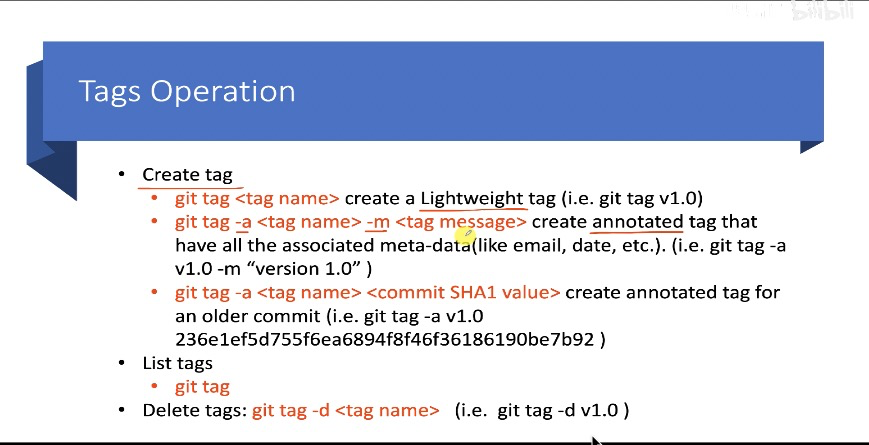 bilibili
Tags Operation
• Create tag
• git tag <tag name> create a Lightweight tag (i.e. git tag v1.0)
• git tag -a <tag name> -m <tag message> create annotated tag that
have all the associated meta-data(like email, date, etc.). (i.e. git tag -a
v1.0 -m “version 1.0” )
• git tag -a <tag name> <commit SHA1 value> create annotated tag for
an older commit (i.e. git tag -a v1.0
236e1ef5d755f6ea6894f8f46f36186190be7b92 )
• List tags
• git tag
• Delete tags: git tag -d <tag name> (i.e. git tag -d v1.0 )